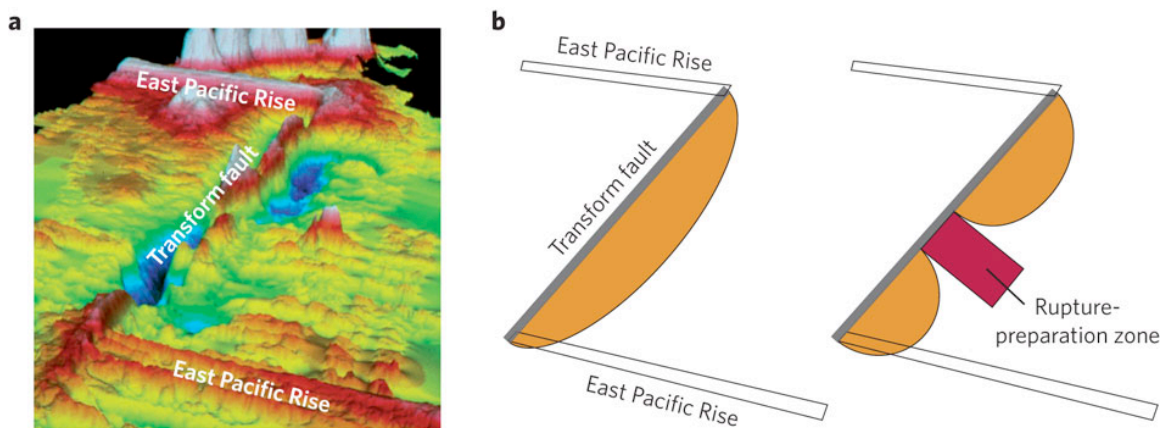 a
East Pacific Rise
Transform fault
East Pacific Rise
b
East Pacific Rise
Transform fault
East Pacific Rise
Rupture-
preparation zone